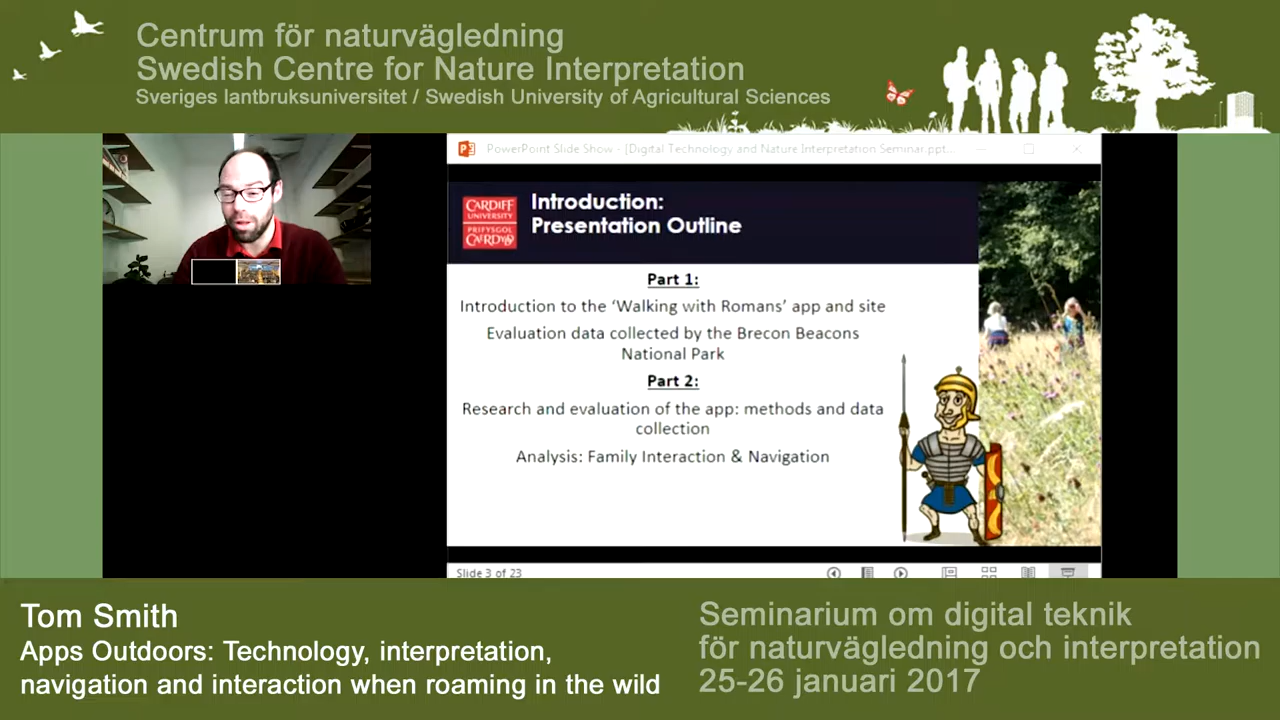 Centrum för naturvägledning
Swedish Centre for Nature Interpretation
Sveriges lantbruksuniversitet / Swedish University of Agricultural Sciences
PowerPoint Slide Show - [Digital Technology and Nature Interpretation Seminar.ppt...
CARDIFF
UNIVERSITY
PRIFYSGOL
CAERDYDD
Introduction:
Presentation Outline
Part 1:
Introduction to the ‘Walking with Romans’ app and site
Evaluation data collected by the Brecon Beacons
National Park
Part 2:
Research and evaluation of the app: methods and data
collection
Analysis: Family Interaction & Navigation
Slide 3 of 23
Tom Smith
Apps Outdoors: Technology, interpretation,
navigation and interaction when roaming in the wild
Seminarium om digital teknik
för naturvägledning och interpretation
25-26 januari 2017